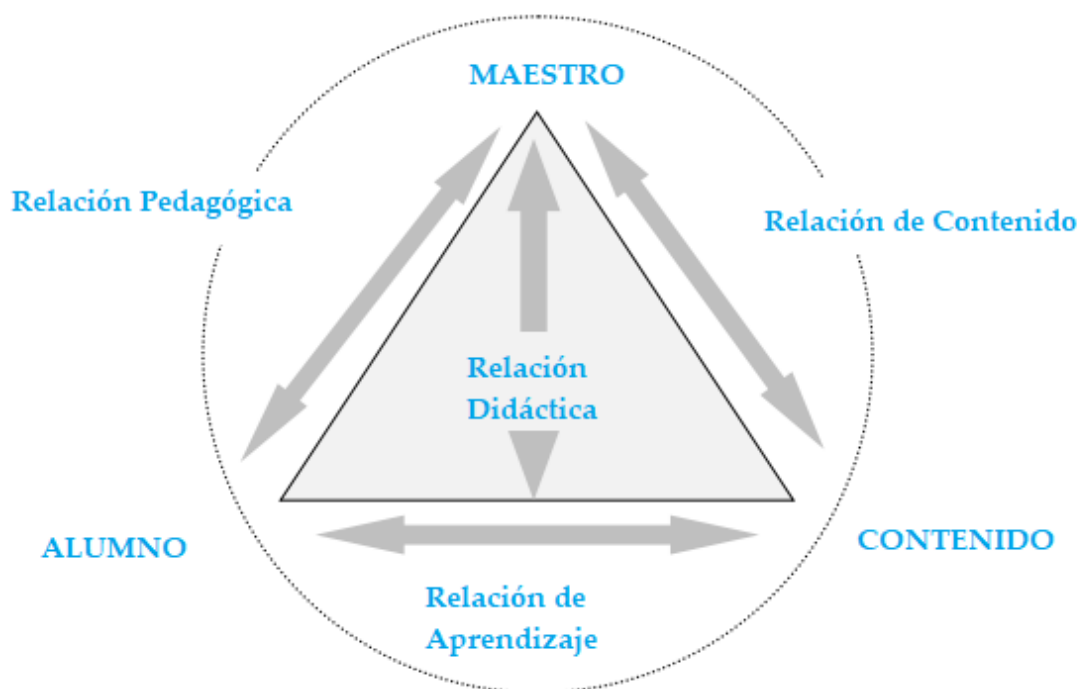 MAESTRO
Relación Pedagógica
Relación de Contenido
Relación
Didáctica
ALUMNO
CONTENIDO
Relación de
Aprendizaje